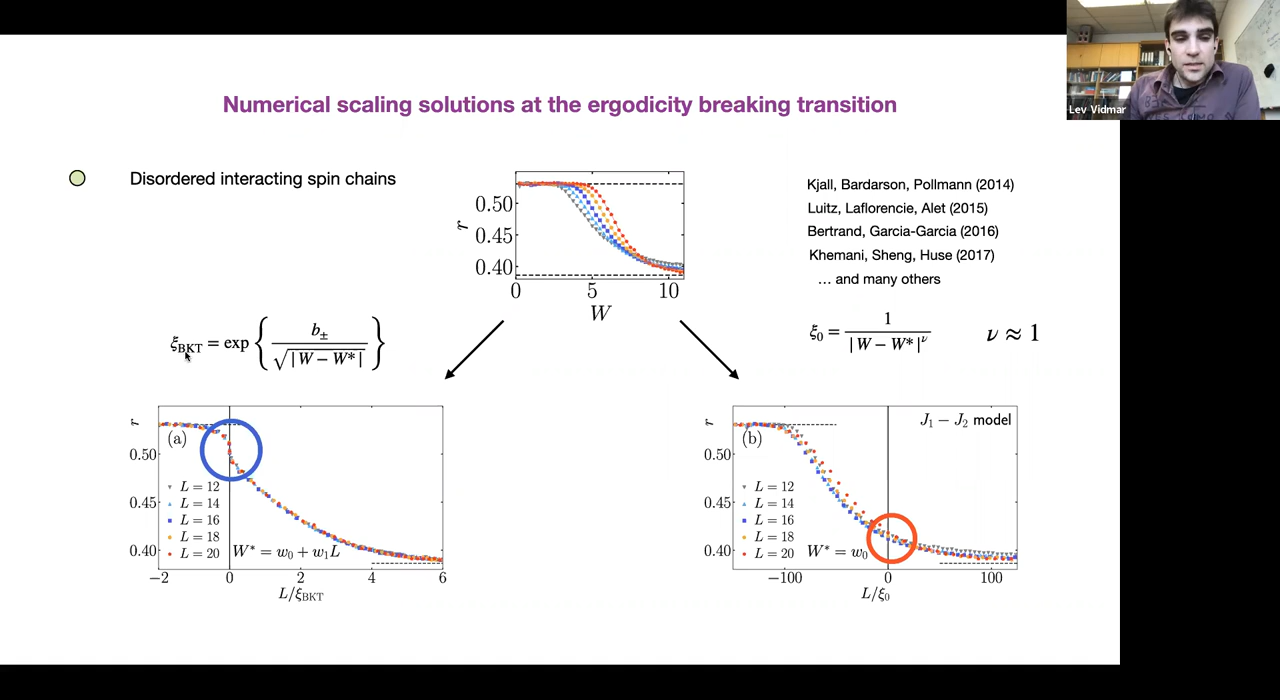 Lev Vidmar
Numerical scaling solutions at the ergodicity breaking transition
Disordered interacting spin chains
r
0.50
0.45
0.40
0 5 10
W
Kjall, Bardarson, Pollmann (2014)
Luitz, Laflorencie, Alet (2015)
Bertrand, Garcia-Garcia (2016)
Khemani, Sheng, Huse (2017)
… and many others
ξ_BKT = exp { b_± / √|W − W*| }
ξ_0 = 1 / |W − W*|^ν
ν ≈ 1
r
(a)
0.50
0.45
0.40
L = 12
L = 14
L = 16
L = 18
L = 20
W* = w_0 + w_1 L
−2 0 2 4 6
L/ξ_BKT
r
(b)
J_1 − J_2 model
0.50
0.45
0.40
L = 12
L = 14
L = 16
L = 18
L = 20
W* = w_0
−100 0 100
L/ξ_0